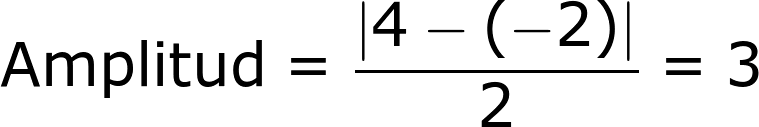 Amplitud = |4 − (−2)| / 2 = 3